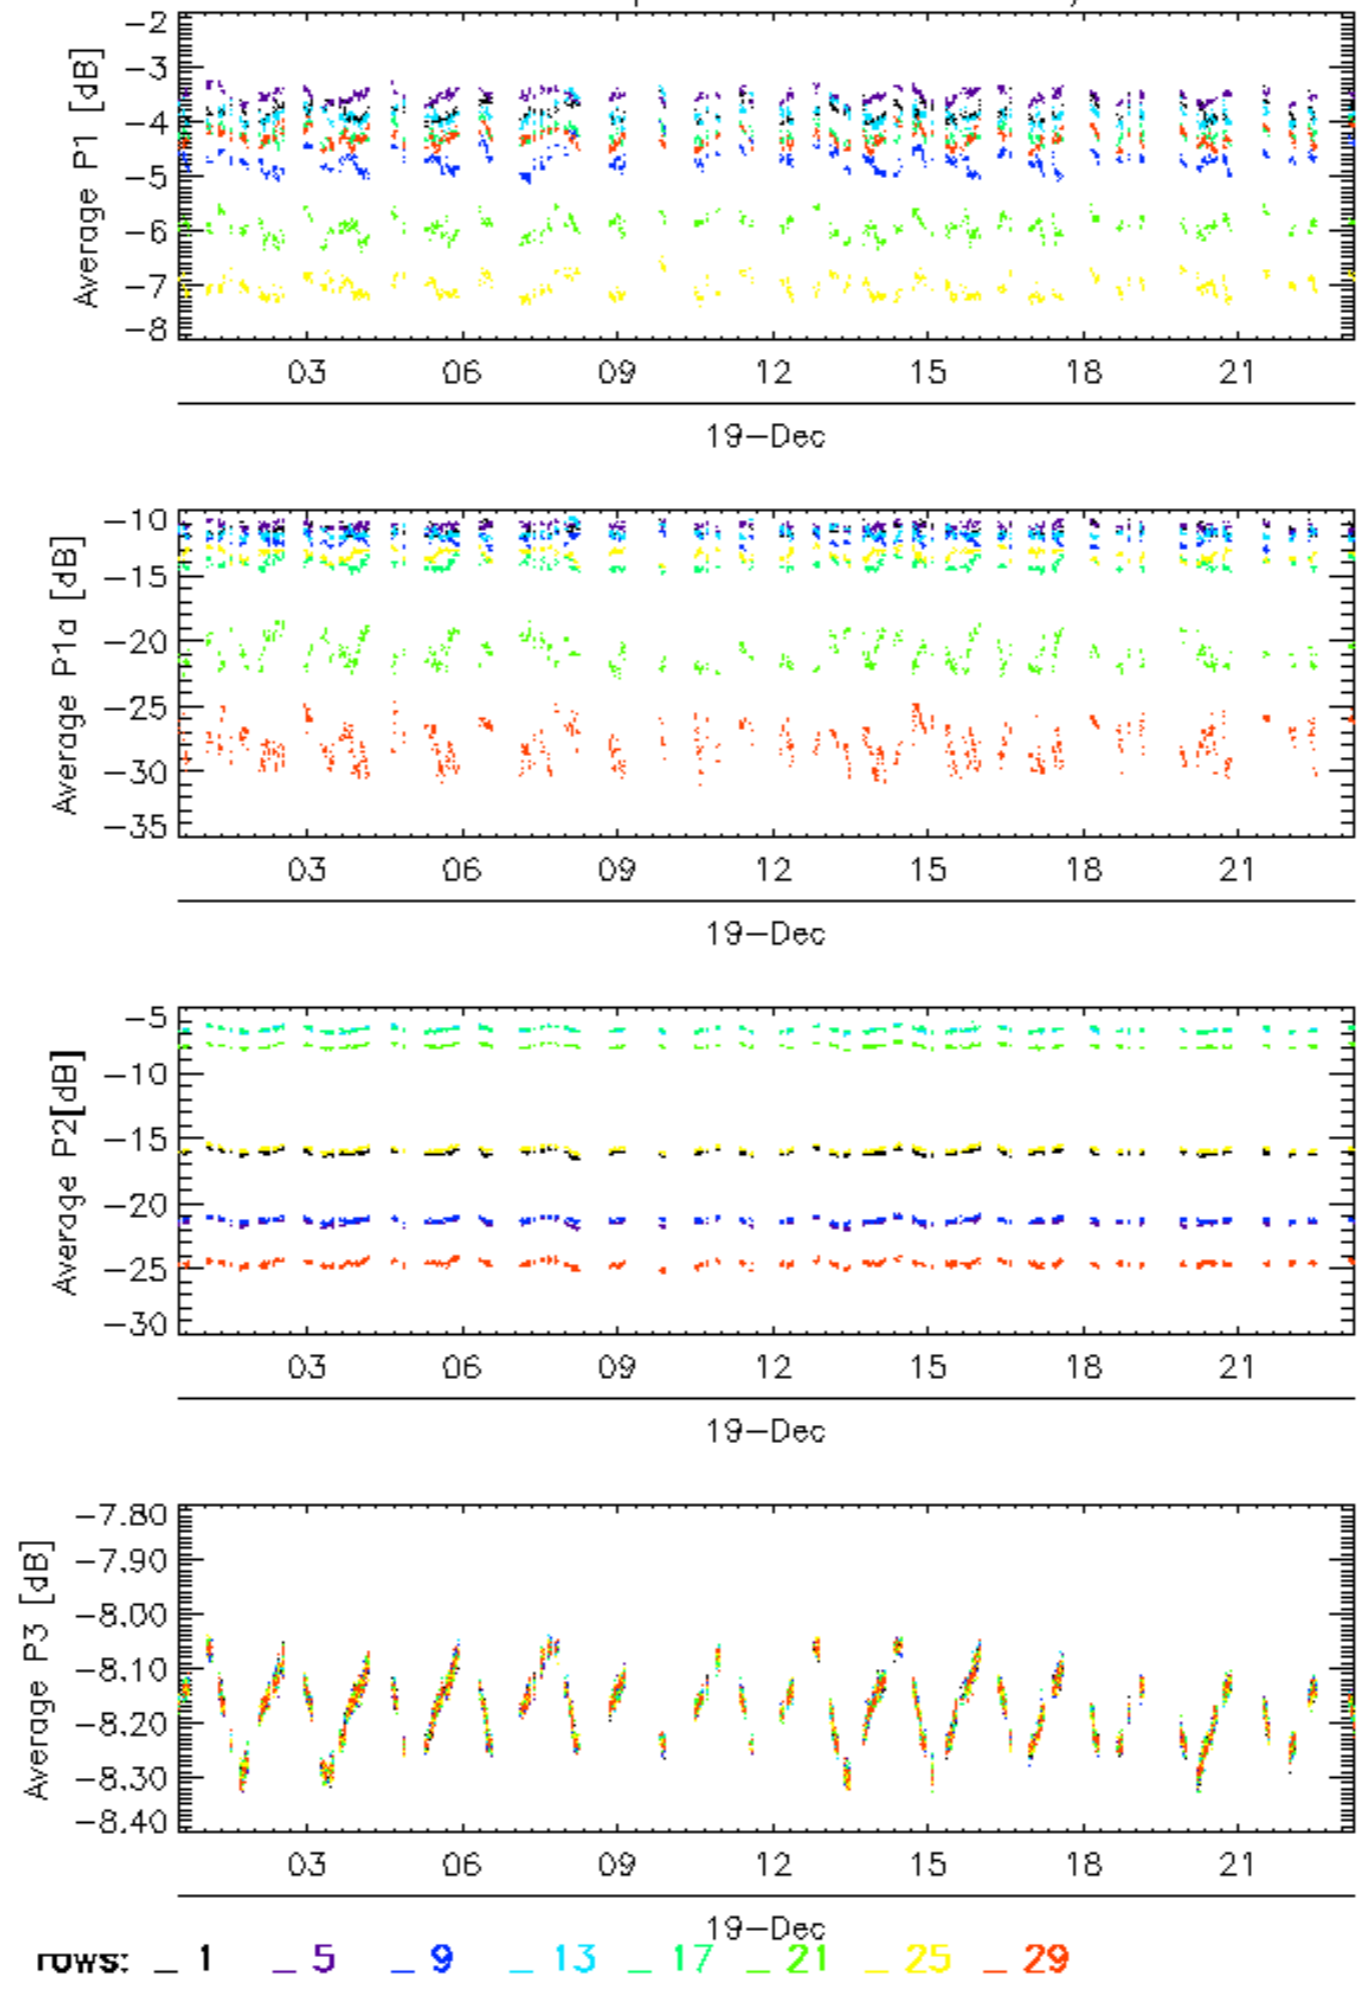 -2
-3
-4
-5
-6
-7
-8
Average P1 [dB]
03 06 09 12 15 18 21
19-Dec
-10
-15
-20
-25
-30
-35
Average P1a [dB]
03 06 09 12 15 18 21
19-Dec
-5
-10
-15
-20
-25
-30
Average P2[dB]
03 06 09 12 15 18 21
19-Dec
-7.80
-7.90
-8.00
-8.10
-8.20
-8.30
-8.40
Average P3 [dB]
03 06 09 12 15 18 21
19-Dec
rows: _ 1 _ 5 _ 9 _ 13 _ 17 _ 21 _ 25 _ 29